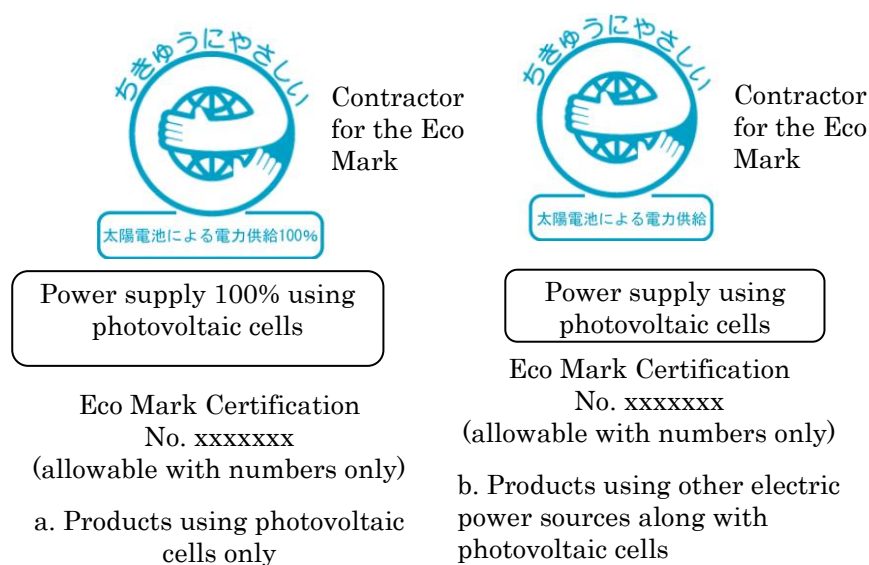 ちきゅうにやさしい
Contractor
for the Eco
Mark
太陽電池による電力供給100%
Power supply 100% using
photovoltaic cells
Eco Mark Certification
No. xxxxxxx
(allowable with numbers only)
a. Products using photovoltaic
cells only
ちきゅうにやさしい
Contractor
for the Eco
Mark
太陽電池による電力供給
Power supply using
photovoltaic cells
Eco Mark Certification
No. xxxxxxx
(allowable with numbers only)
b. Products using other electric
power sources along with
photovoltaic cells